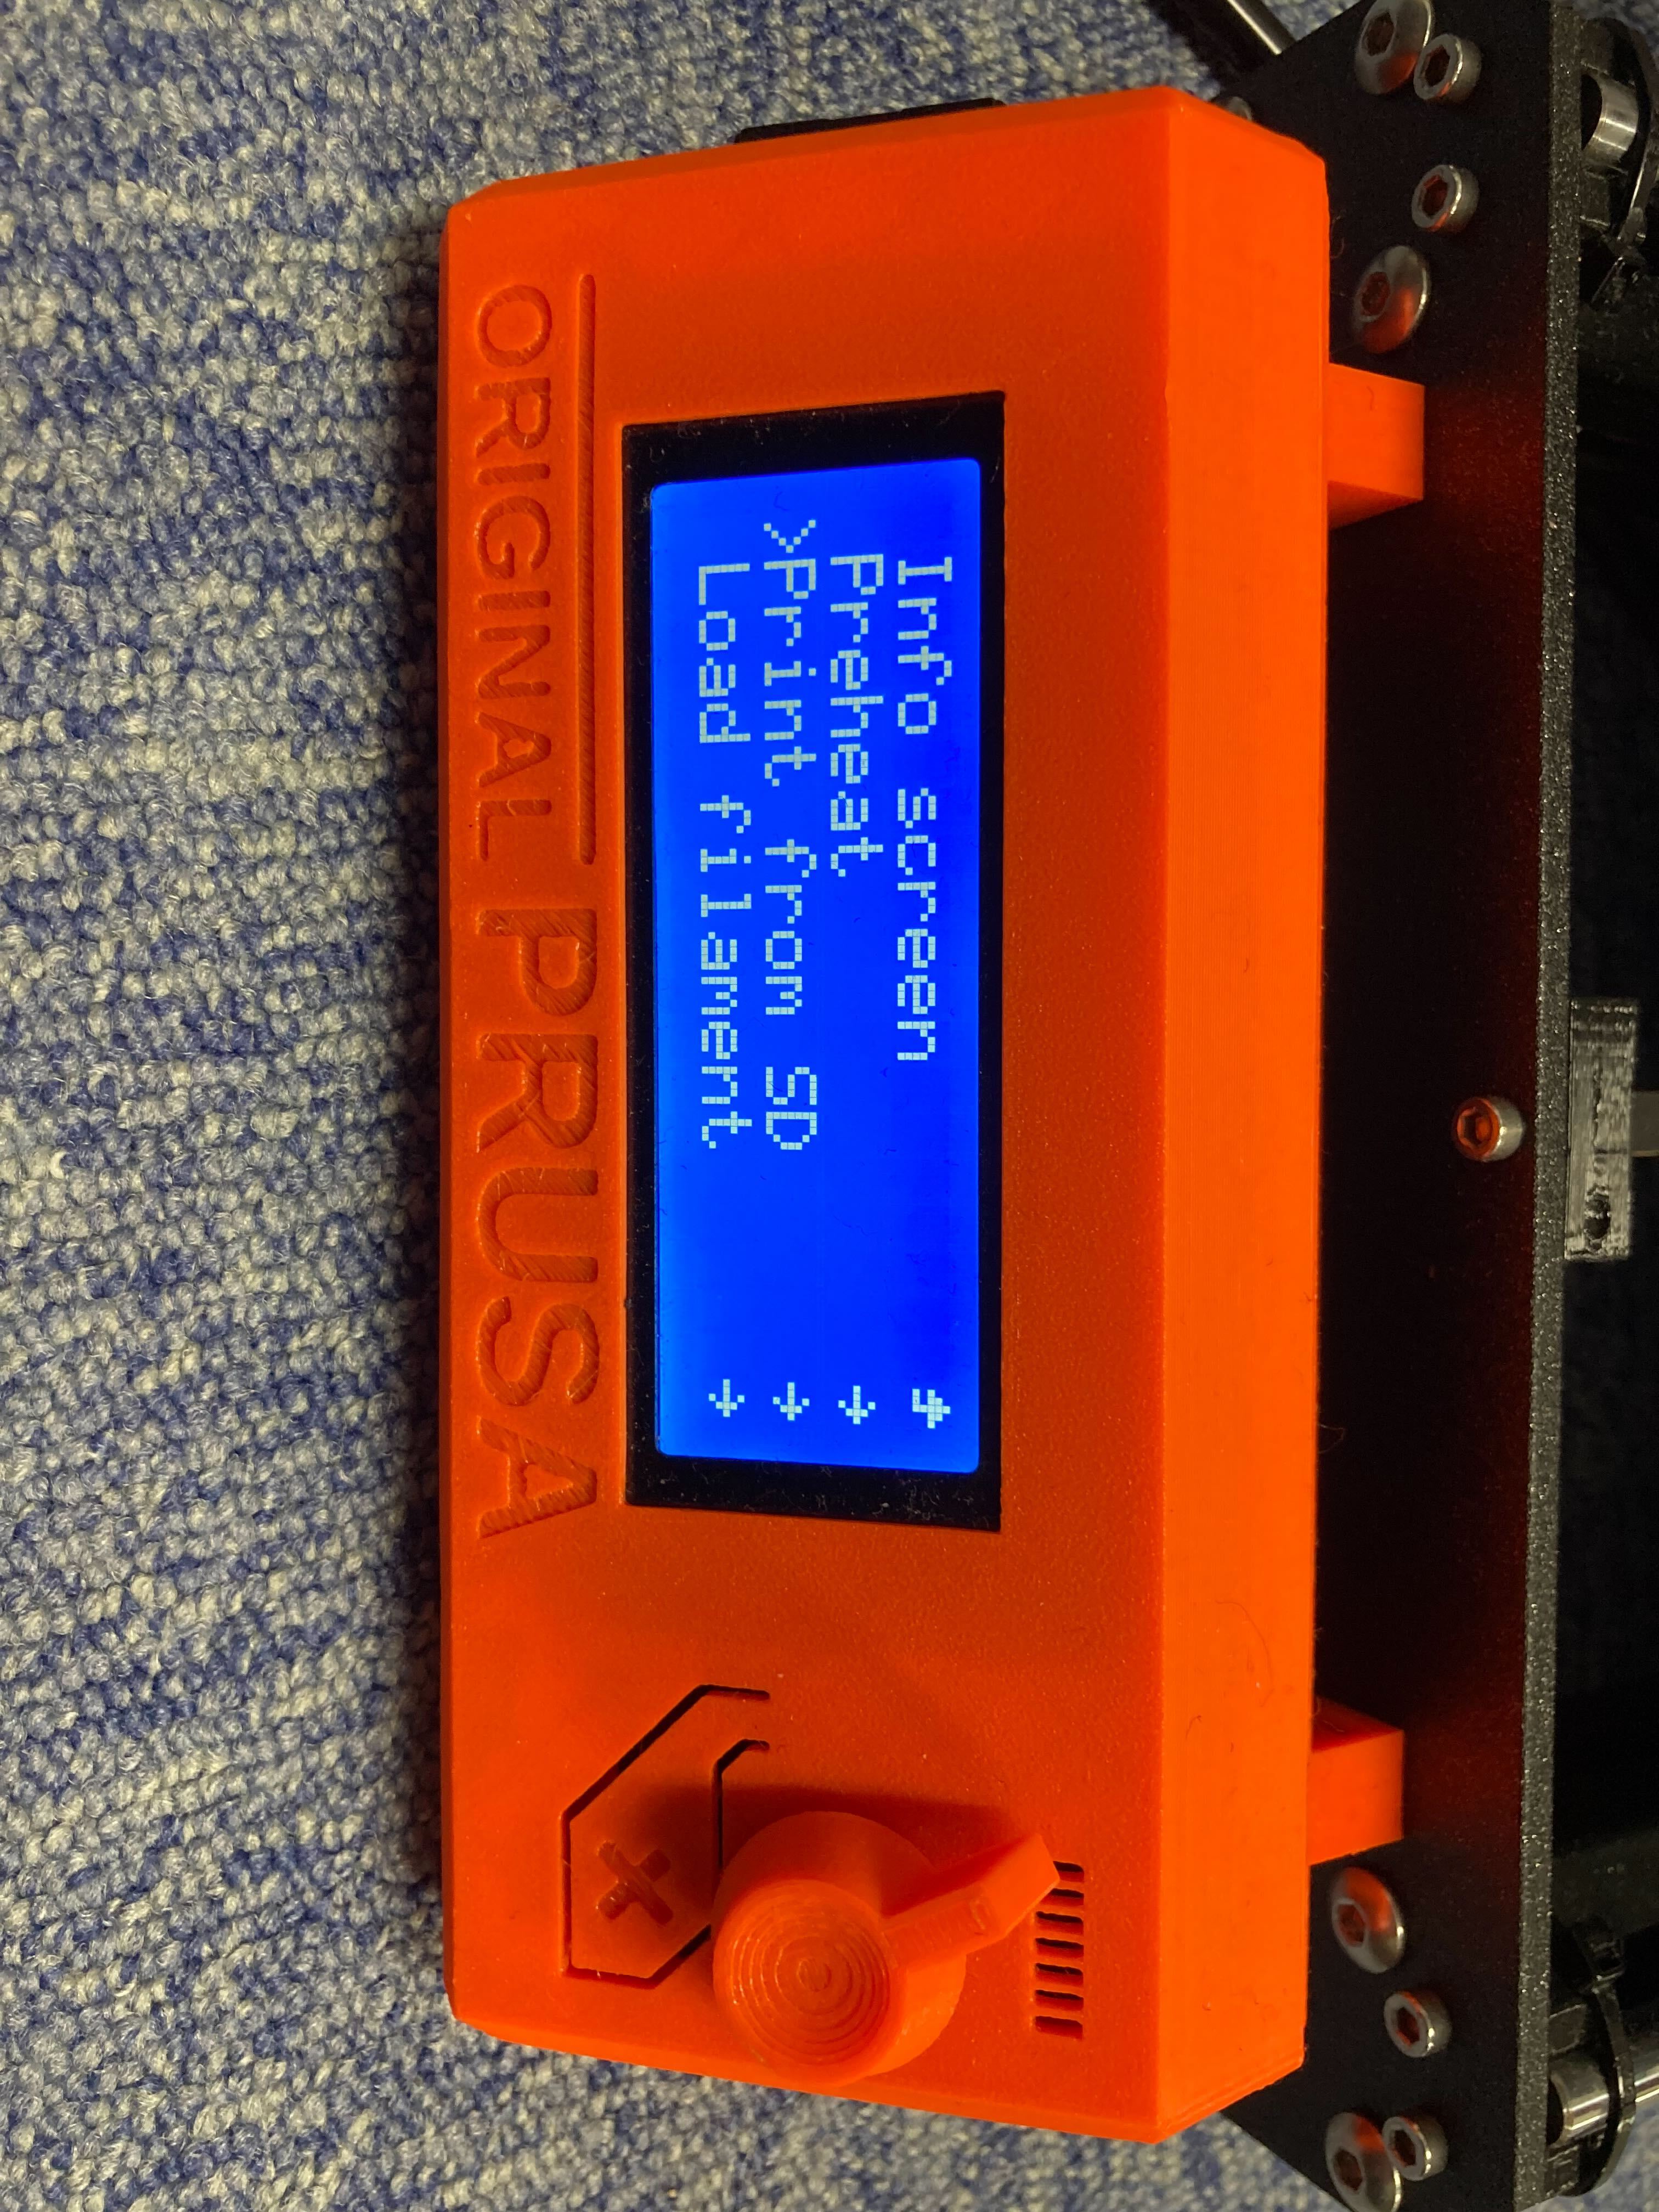 Info screen
Preheat →
>Print from SD →
Load filament →
ORIGINAL PRUSA